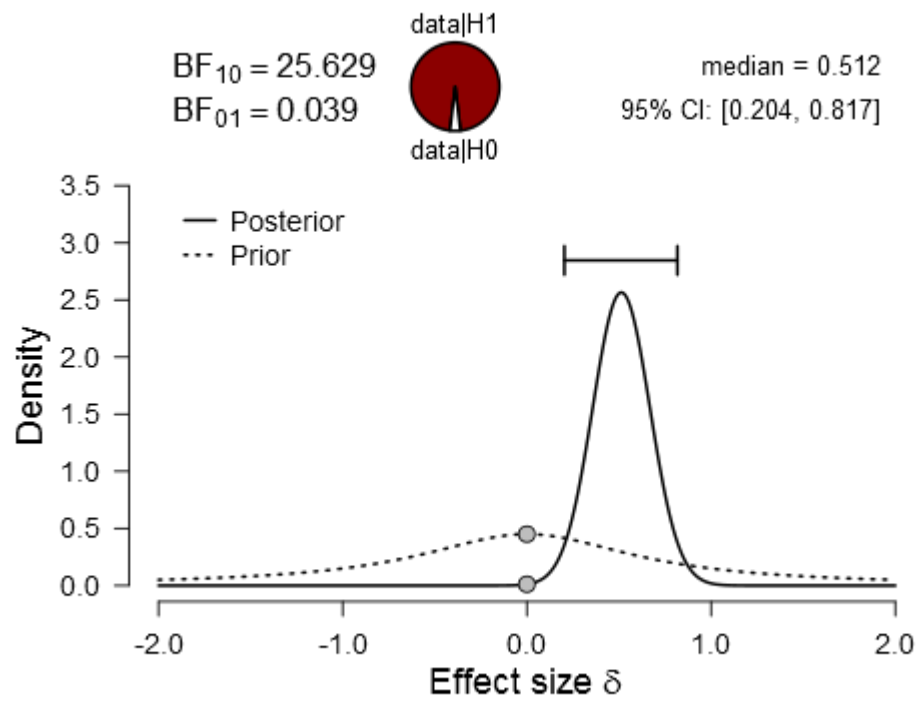 data|H1
BF₁₀ = 25.629
BF₀₁ = 0.039
median = 0.512
95% CI: [0.204, 0.817]
data|H0
Posterior
Prior
Density
3.5
3.0
2.5
2.0
1.5
1.0
0.5
0.0
-2.0 -1.0 0.0 1.0 2.0
Effect size δ